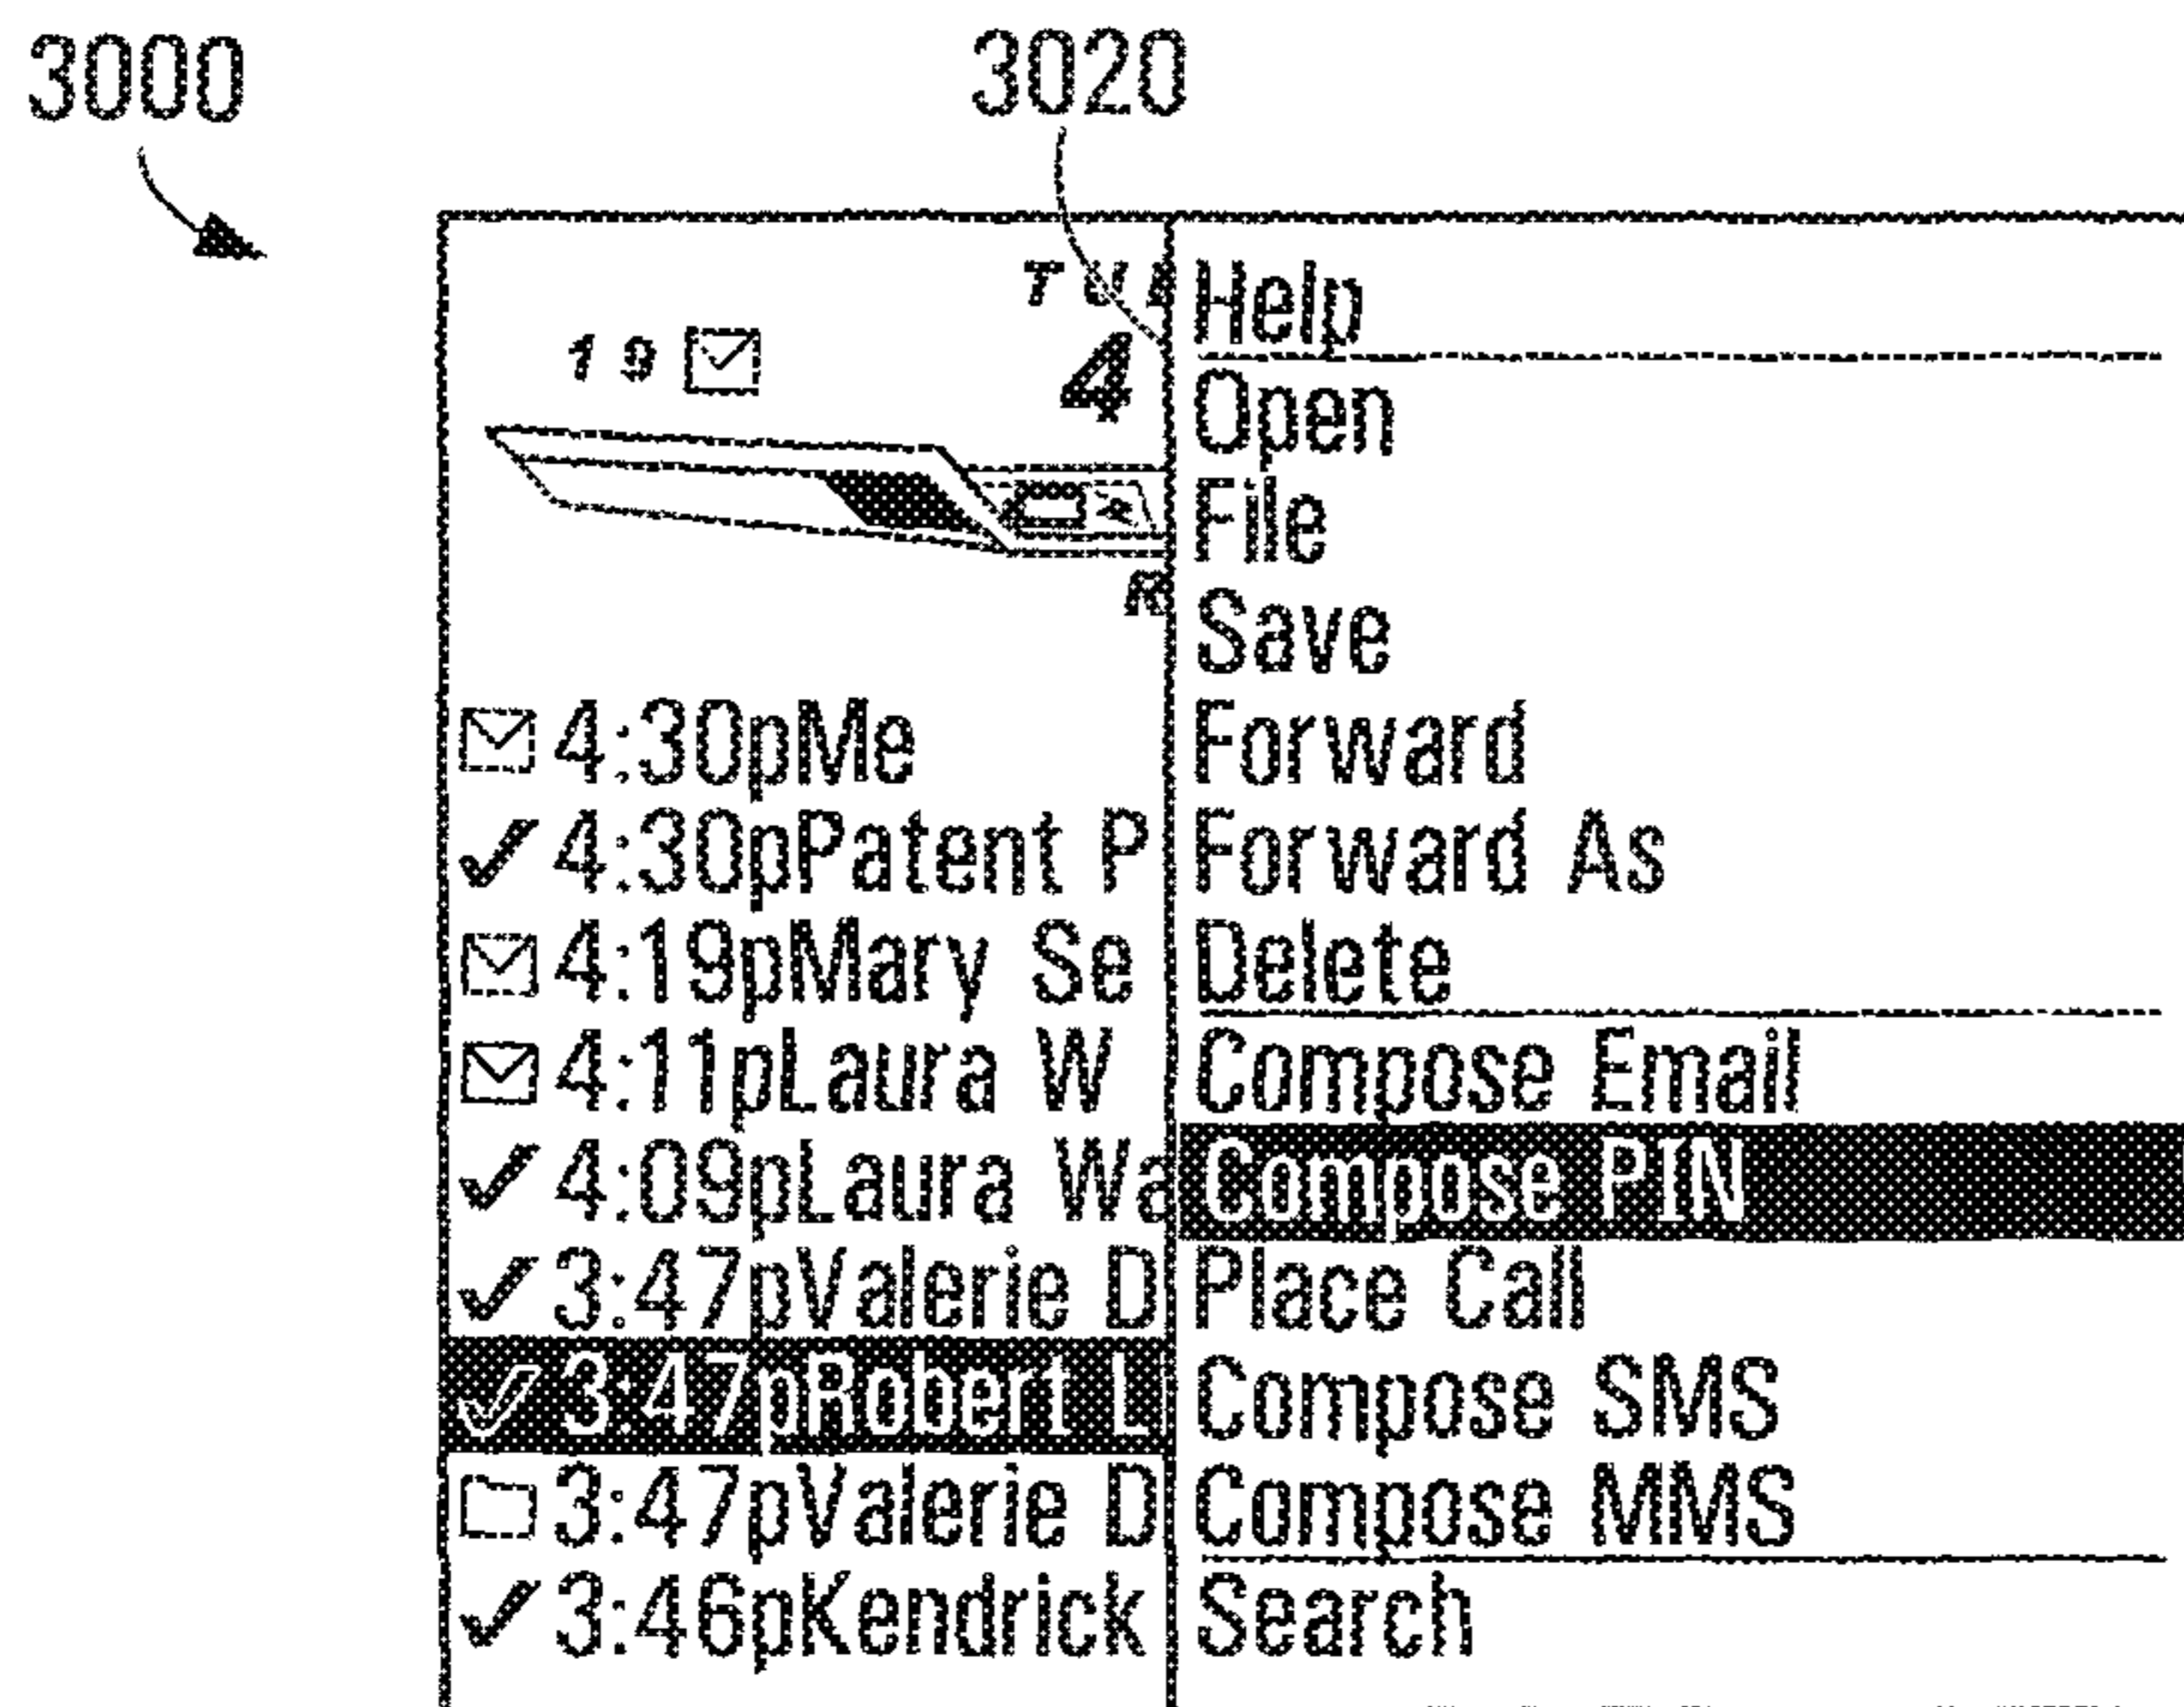 3000
3020
TU
19
4
R
4:30pMe
4:30pPatent P
4:19pMary Se
4:11pLaura W
4:09pLaura Wa
3:47pValerie D
3:47pRobert L
3:47pValerie D
3:46pKendrick
Help
Open
File
Save
Forward
Forward As
Delete
Compose Email
Compose PIN
Place Call
Compose SMS
Compose MMS
Search